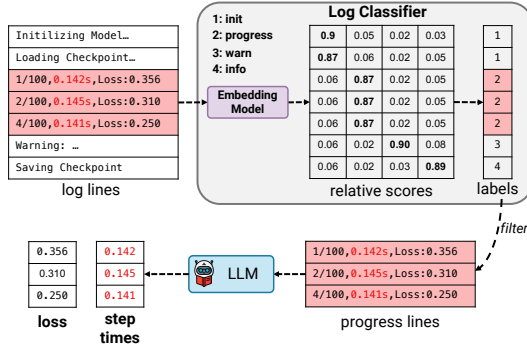 Log Classifier
1: init
2: progress
3: warn
4: info
Initilizing Model…
Loading Checkpoint…
1/100,0.142s,Loss:0.356
2/100,0.145s,Loss:0.310
4/100,0.141s,Loss:0.250
Warning: …
Saving Checkpoint
log lines
Embedding
Model
0.9 0.05 0.02 0.03
0.87 0.06 0.02 0.05
0.06 0.87 0.02 0.05
0.06 0.87 0.02 0.05
0.06 0.87 0.02 0.05
0.06 0.02 0.90 0.08
0.06 0.02 0.03 0.89
relative scores
1
1
2
2
2
3
4
labels
filter
1/100,0.142s,Loss:0.356
2/100,0.145s,Loss:0.310
4/100,0.141s,Loss:0.250
progress lines
LLM
0.142
0.145
0.141
step
times
0.356
0.310
0.250
loss